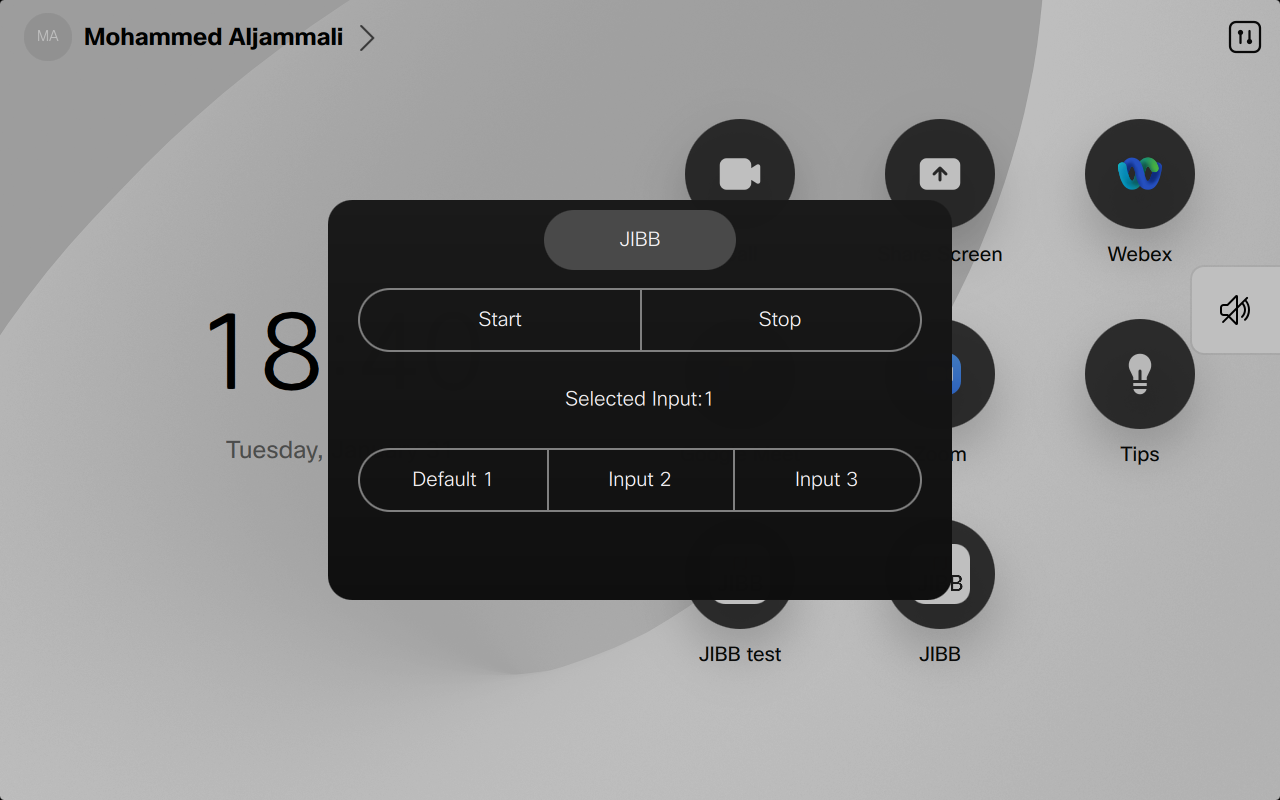 MA Mohammed Aljammali
JIBB
creen
Webex
Start Stop
18
Selected Input:1
Tuesday,
m
Tips
Default 1 Input 2 Input 3
B
JIBB test
JIBB